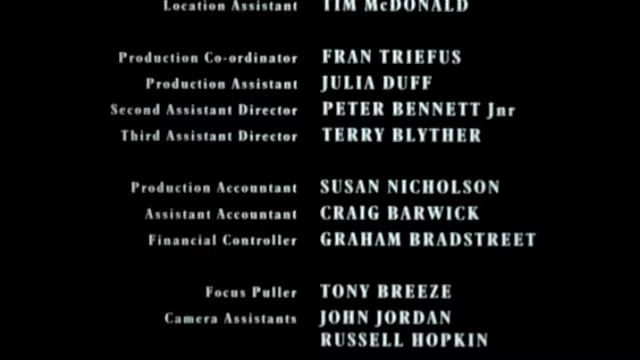 Location Assistant TIM McDONALD
Production Co-ordinator FRAN TRIEFUS
Production Assistant JULIA DUFF
Second Assistant Director PETER BENNETT Jnr
Third Assistant Director TERRY BLYTHER
Production Accountant SUSAN NICHOLSON
Assistant Accountant CRAIG BARWICK
Financial Controller GRAHAM BRADSTREET
Focus Puller TONY BREEZE
Camera Assistants JOHN JORDAN
RUSSELL HOPKIN